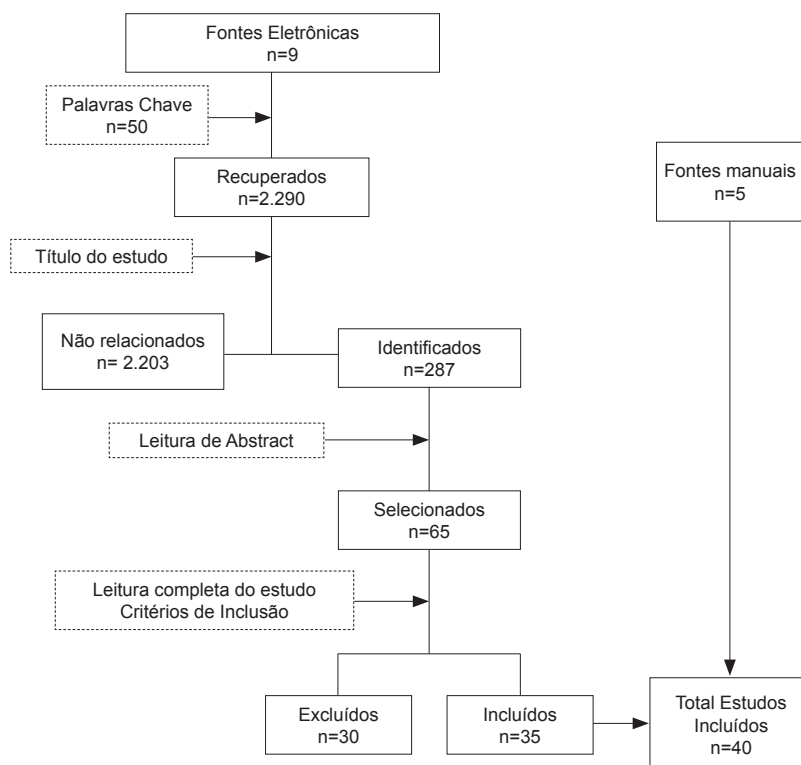 Fontes Eletrônicas
n=9
Palavras Chave
n=50
Recuperados
n=2.290
Fontes manuais
n=5
Título do estudo
Não relacionados
n= 2.203
Identificados
n=287
Leitura de Abstract
Selecionados
n=65
Leitura completa do estudo
Critérios de Inclusão
Excluídos
n=30
Incluídos
n=35
Total Estudos
Incluídos
n=40